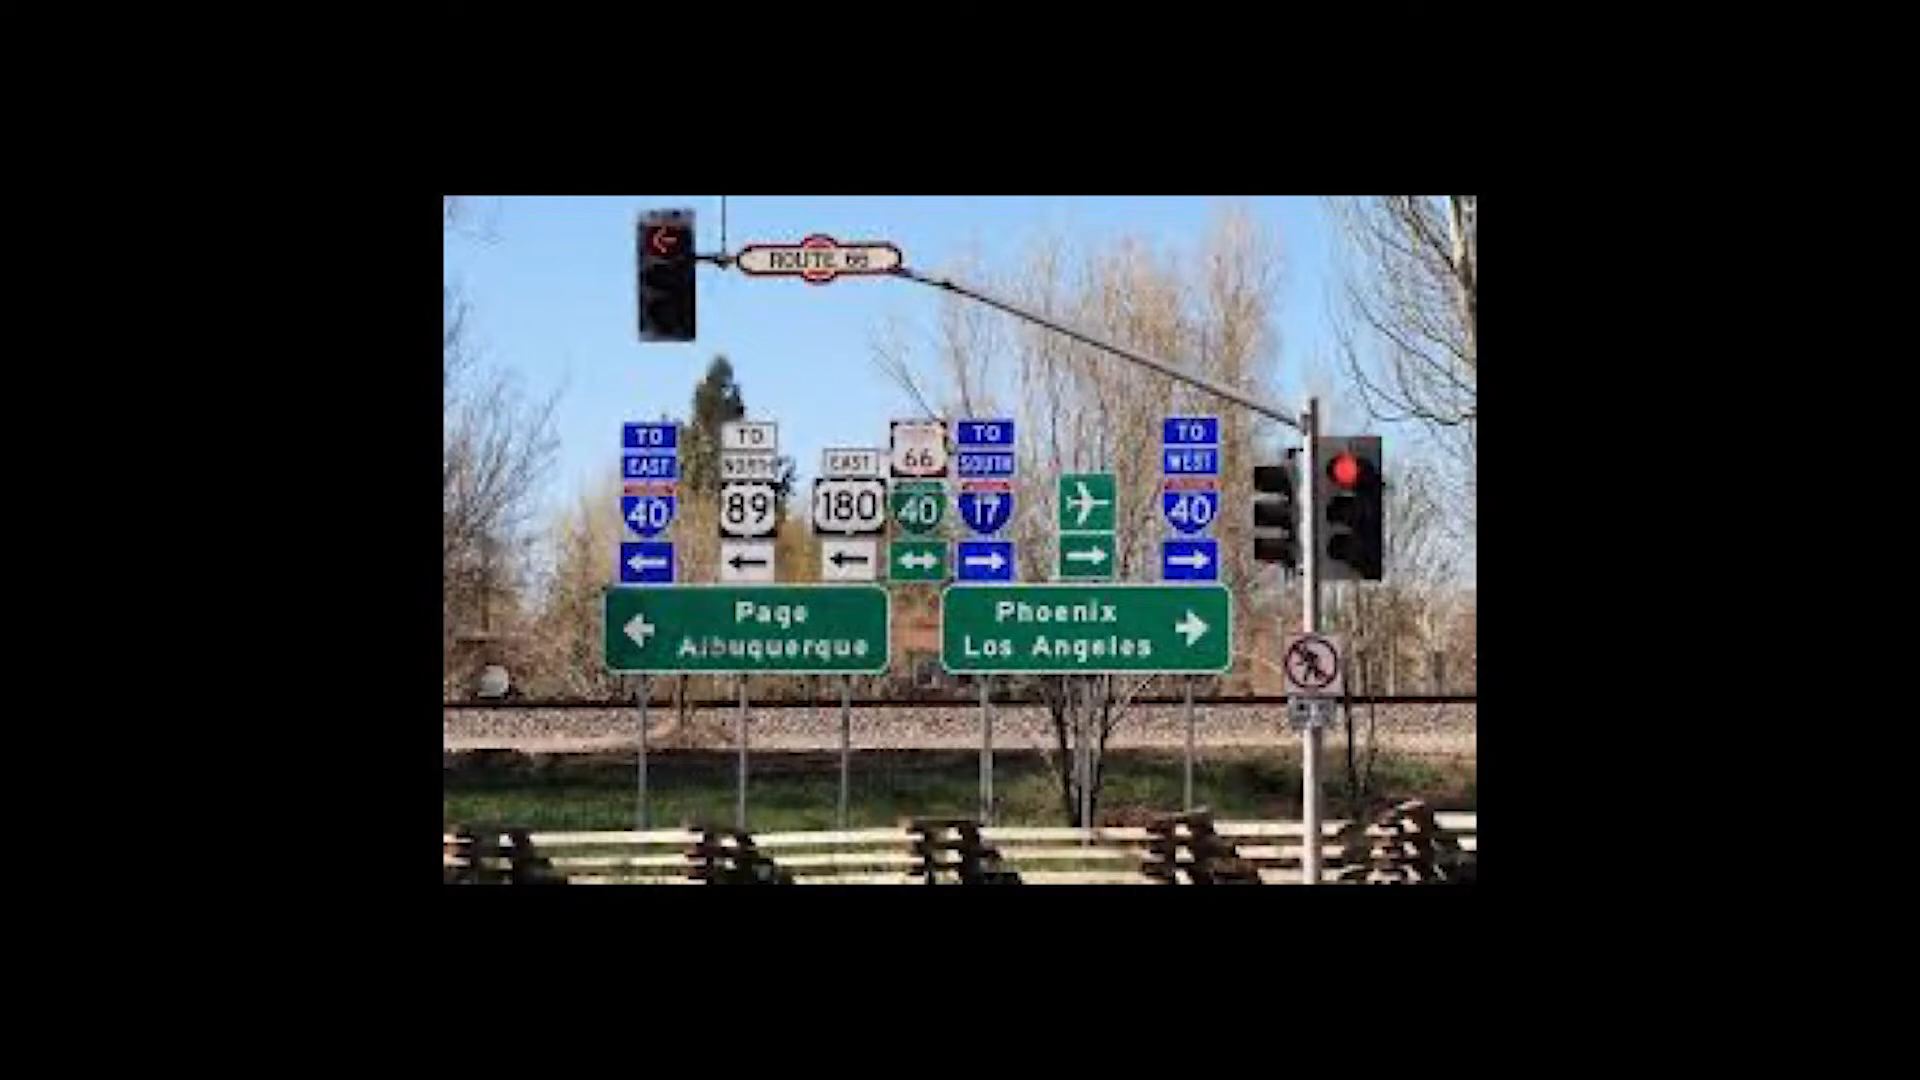 ROUTE 66
TO
EAST
40
TO
NORTH
89
EAST
180
66
40
TO
SOUTH
17
TO
WEST
40
Page
Albuquerque
Phoenix
Los Angeles